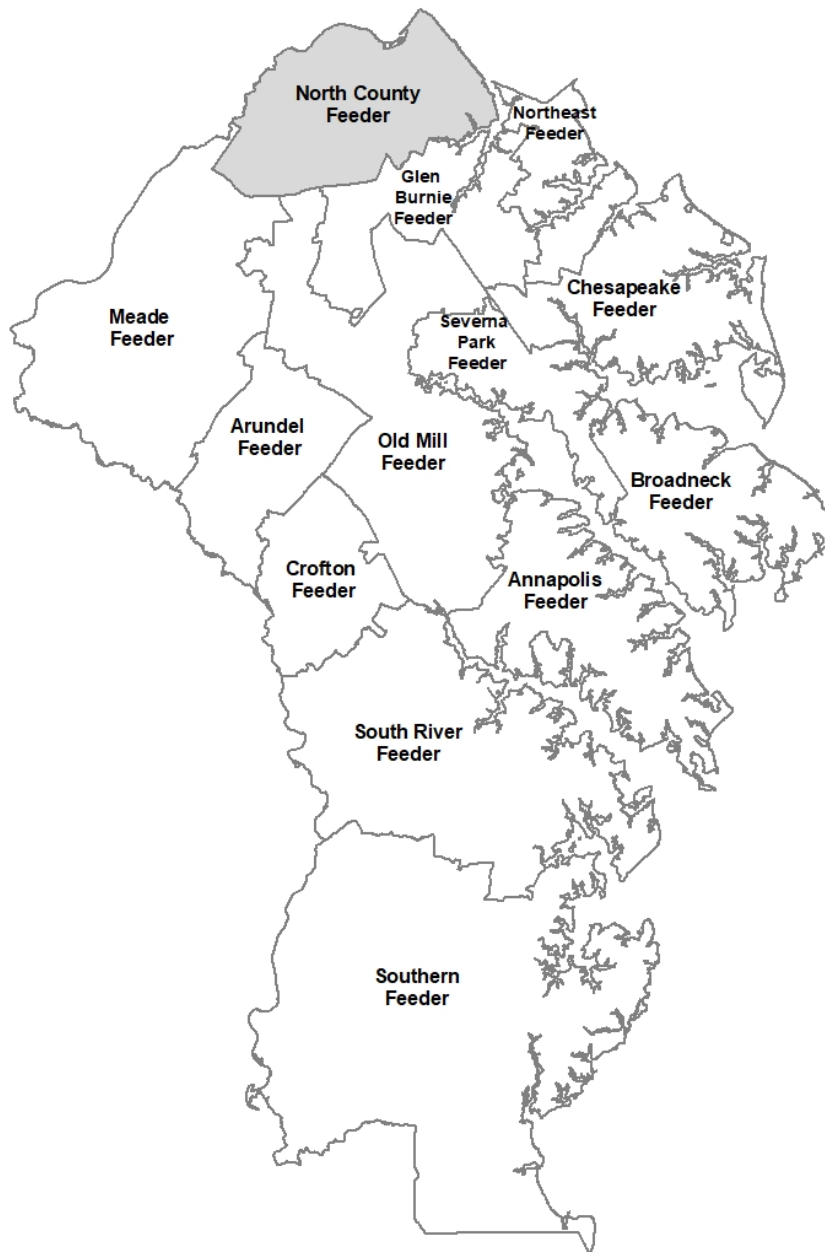 North County
Feeder
Northeast
Feeder
Glen
Burnie
Feeder
Chesapeake
Feeder
Meade
Feeder
Severna
Park
Feeder
Arundel
Feeder
Old Mill
Feeder
Broadneck
Feeder
Crofton
Feeder
Annapolis
Feeder
South River
Feeder
Southern
Feeder